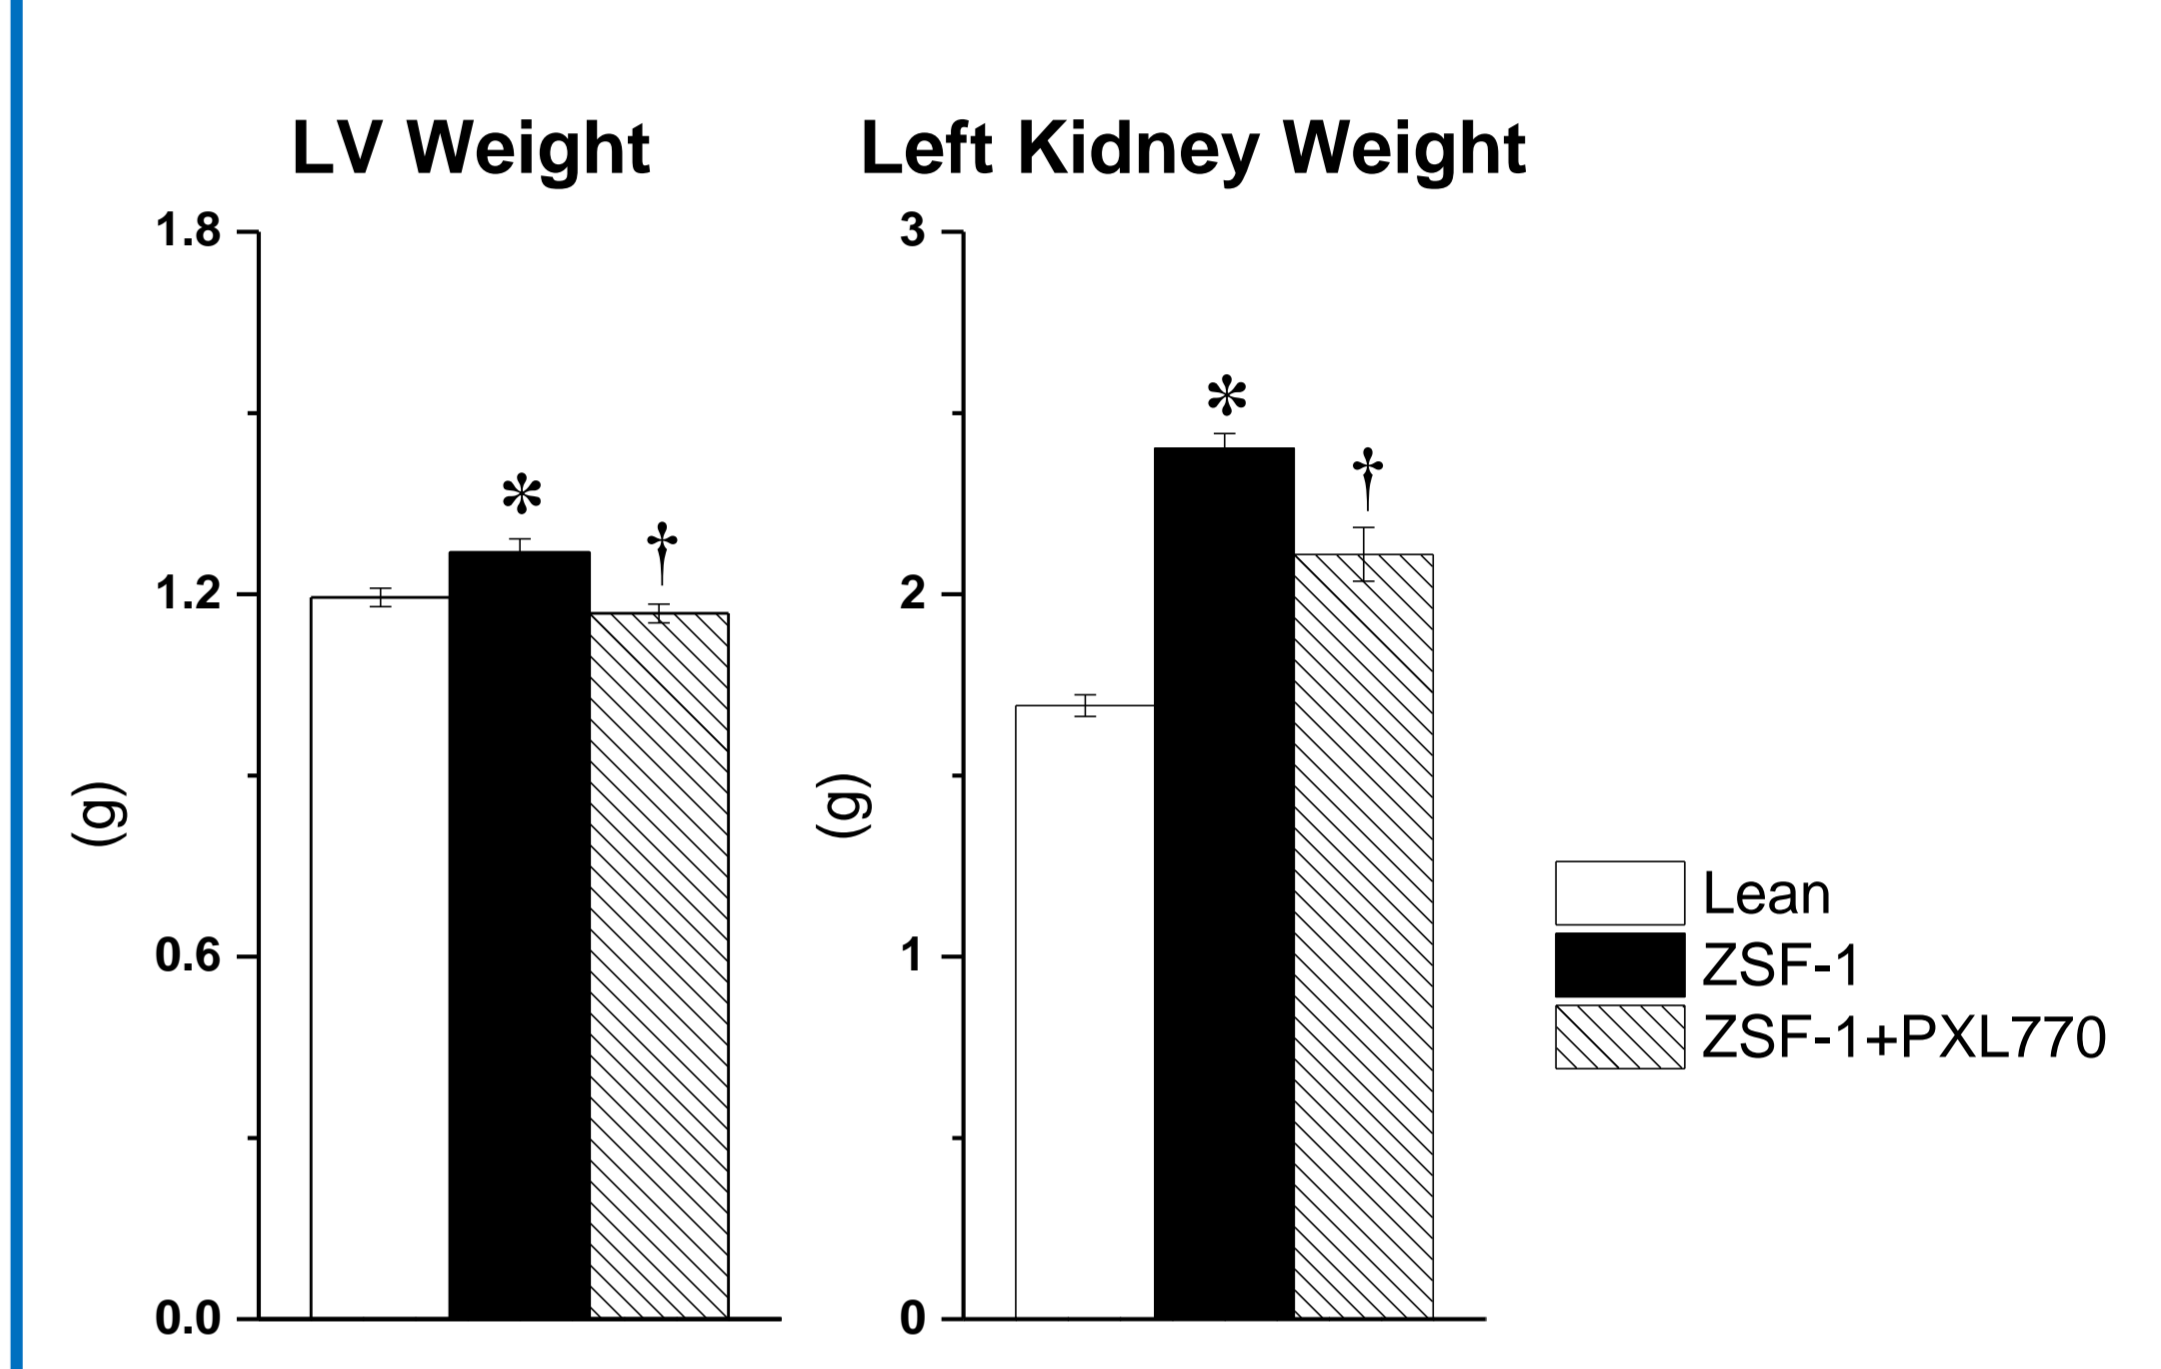 LV Weight
1.8
1.2
0.6
0.0
(g)
*
†
Left Kidney Weight
3
2
1
0
(g)
*
†
Lean
ZSF-1
ZSF-1+PXL770